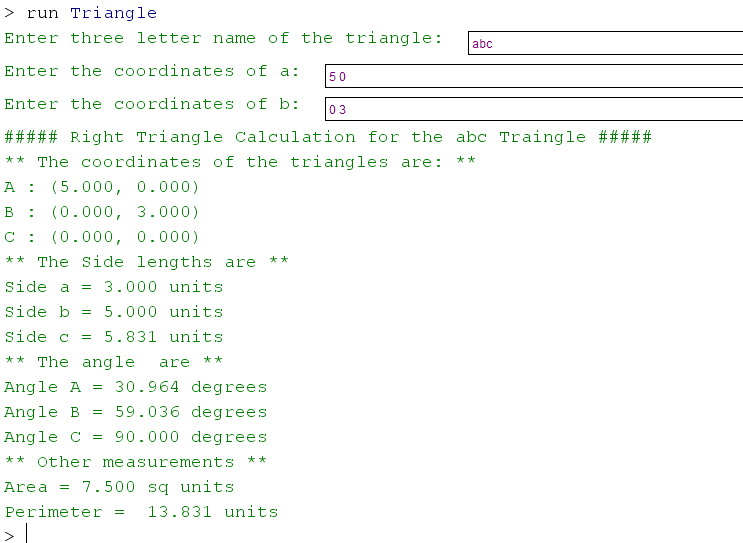 > run Triangle
Enter three letter name of the triangle: abc
Enter the coordinates of a: 5 0
Enter the coordinates of b: 0 3
##### Right Triangle Calculation for the abc Traingle #####
** The coordinates of the triangles are: **
A : (5.000, 0.000)
B : (0.000, 3.000)
C : (0.000, 0.000)
** The Side lengths are **
Side a = 3.000 units
Side b = 5.000 units
Side c = 5.831 units
** The angle  are **
Angle A = 30.964 degrees
Angle B = 59.036 degrees
Angle C = 90.000 degrees
** Other measurements **
Area = 7.500 sq units
Perimeter =  13.831 units
>